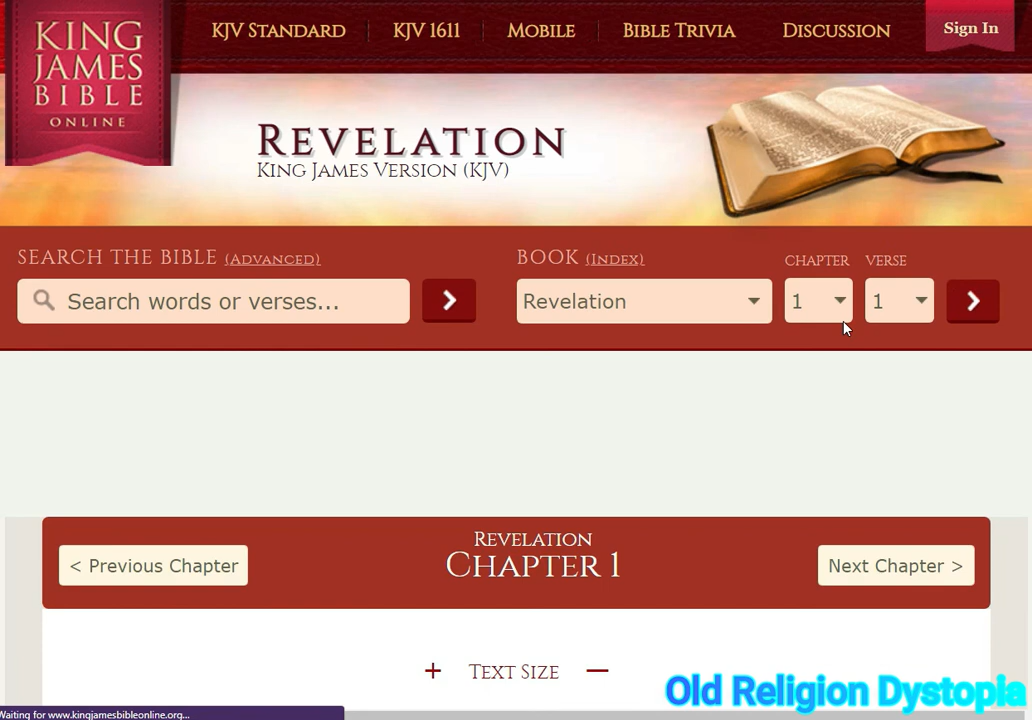 KING
JAMES
BIBLE
ONLINE
KJV Standard
KJV 1611
Mobile
Bible Trivia
Discussion
Sign In
Revelation
King James Version (KJV)
Search the Bible (Advanced)
Search words or verses...
Book (Index)
Revelation
Chapter
1
Verse
1
Revelation
Chapter 1
< Previous Chapter
Next Chapter >
+ Text Size —
Old Religion Dystopia
Waiting for www.kingjamesbibleonline.org...